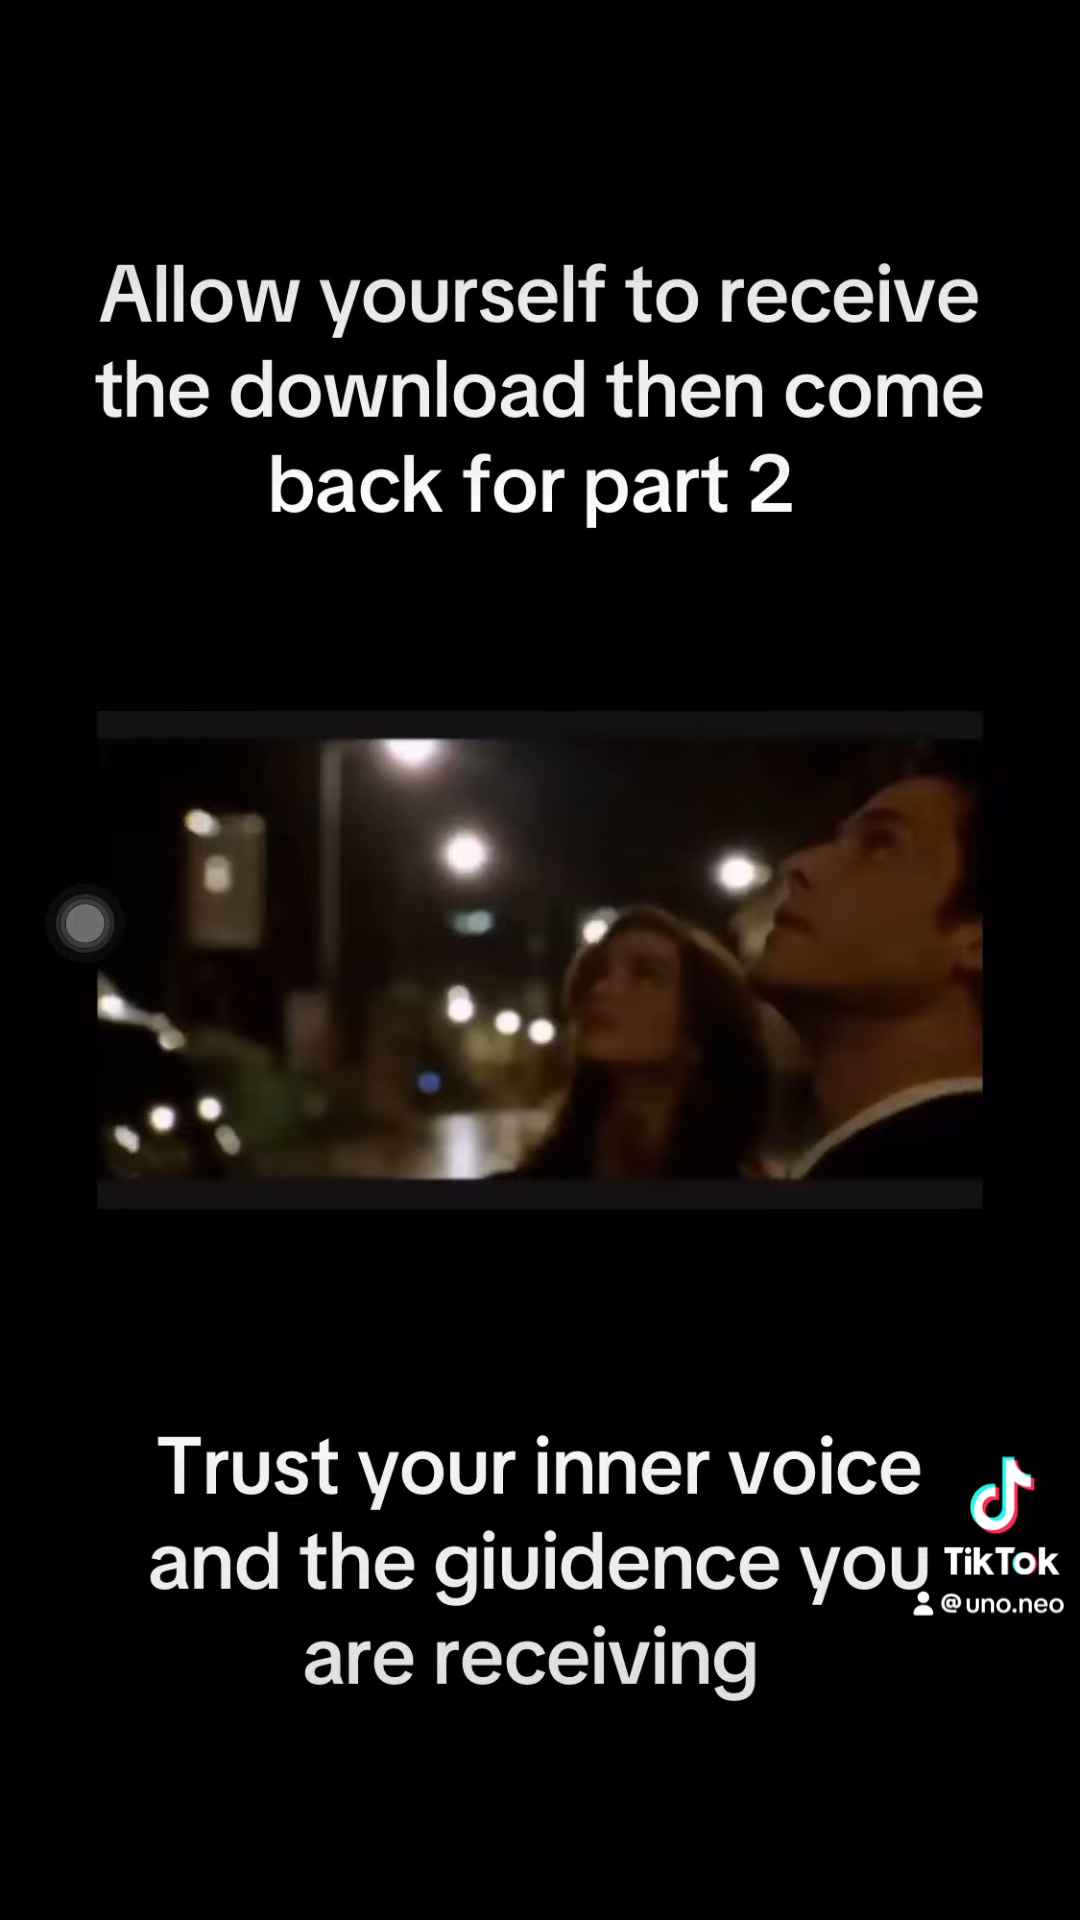 Allow yourself to receive
the download then come
back for part 2
Trust your inner voice
and the giuidence you
are receiving
TikTok
@uno.neo